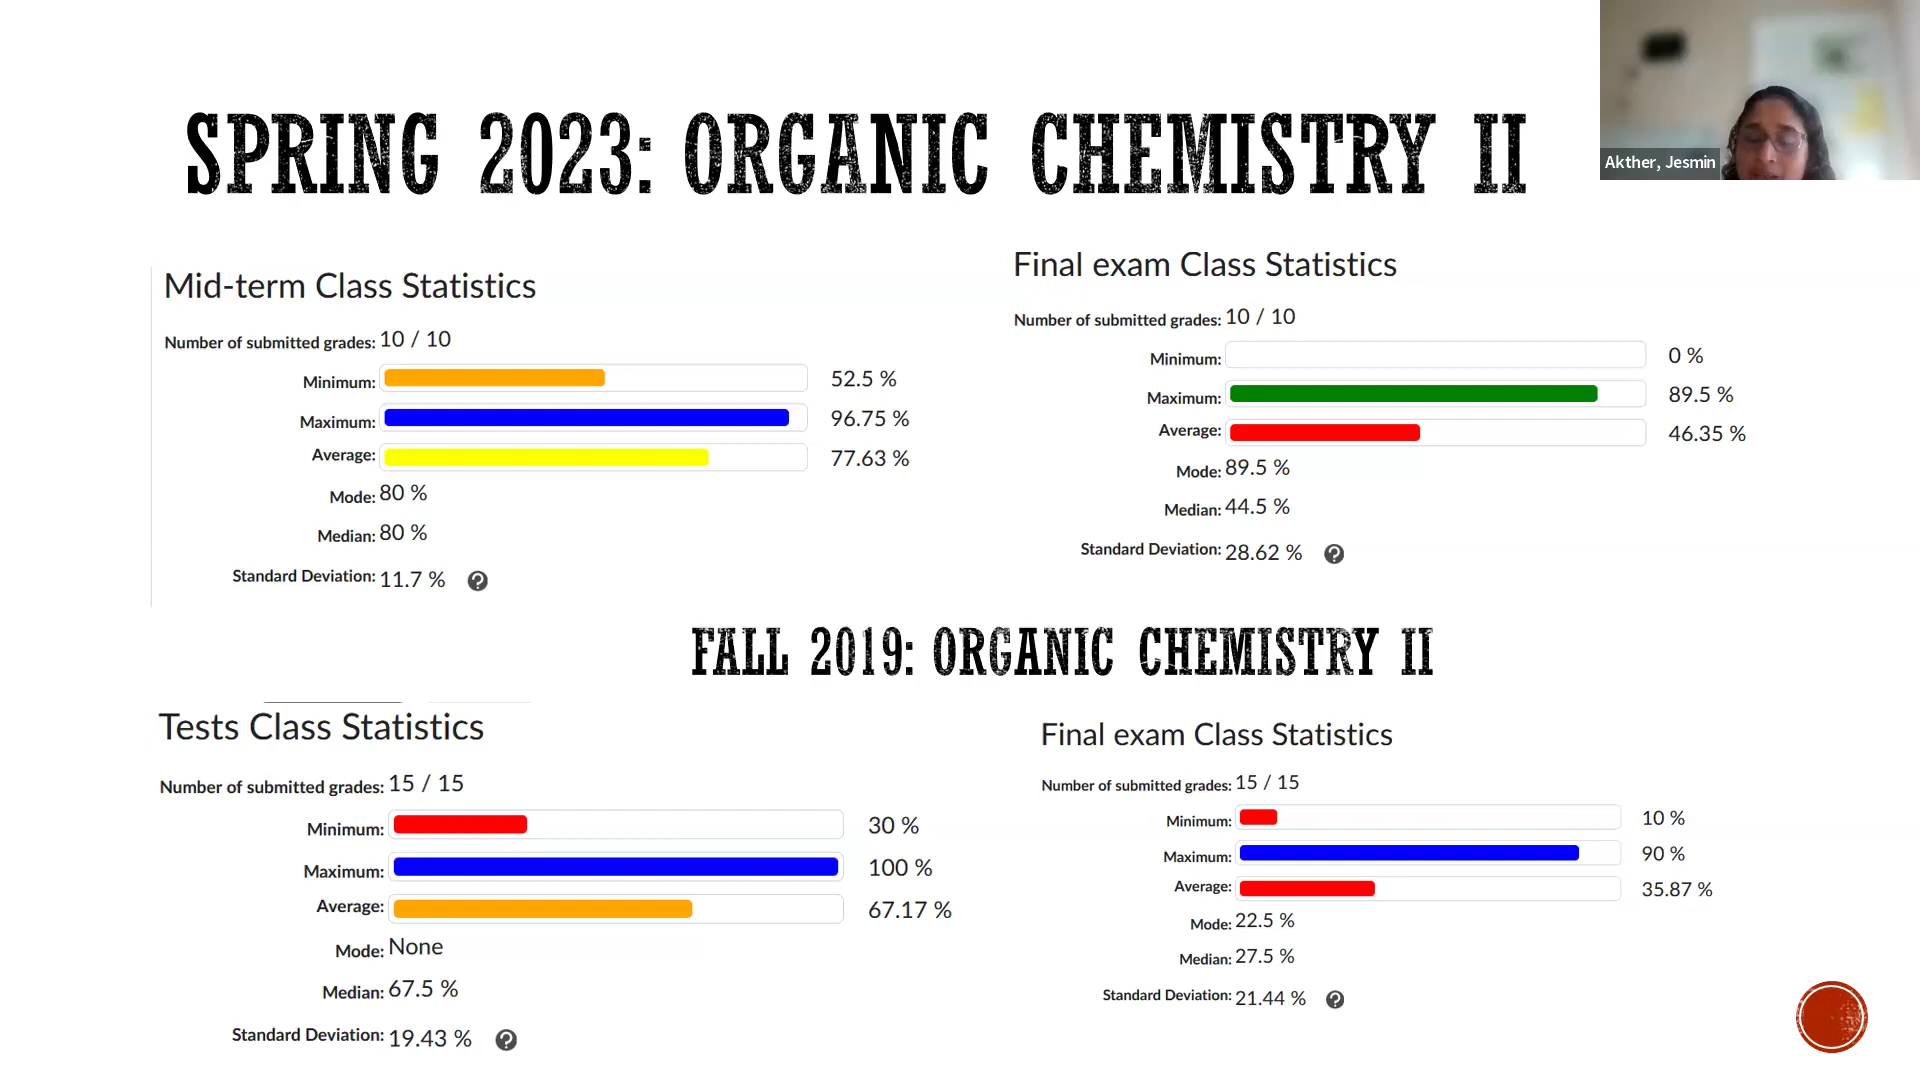 SPRING 2023: ORGANIC CHEMISTRY II
Akther, Jesmin
Mid-term Class Statistics
Number of submitted grades: 10 / 10
Minimum: 52.5 %
Maximum: 96.75 %
Average: 77.63 %
Mode: 80 %
Median: 80 %
Standard Deviation: 11.7 % ?
Final exam Class Statistics
Number of submitted grades: 10 / 10
Minimum: 0 %
Maximum: 89.5 %
Average: 46.35 %
Mode: 89.5 %
Median: 44.5 %
Standard Deviation: 28.62 % ?
FALL 2019: ORGANIC CHEMISTRY II
Tests Class Statistics
Number of submitted grades: 15 / 15
Minimum: 30 %
Maximum: 100 %
Average: 67.17 %
Mode: None
Median: 67.5 %
Standard Deviation: 19.43 % ?
Final exam Class Statistics
Number of submitted grades: 15 / 15
Minimum: 10 %
Maximum: 90 %
Average: 35.87 %
Mode: 22.5 %
Median: 27.5 %
Standard Deviation: 21.44 % ?